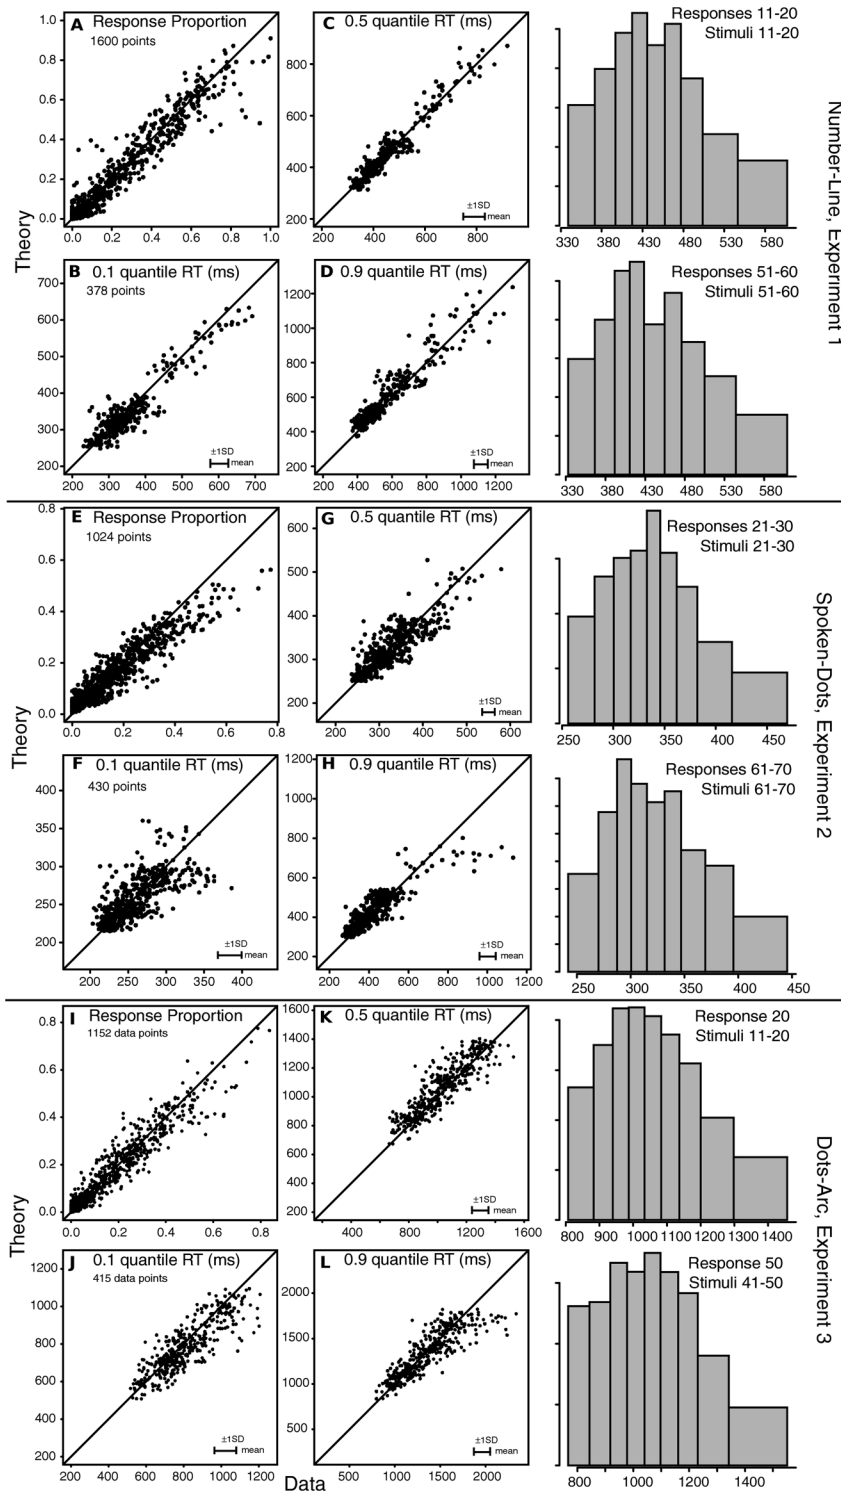 A Response Proportion
1600 points
1.0
0.8
0.6
0.4
0.2
0.0
0.0 0.2 0.4 0.6 0.8 1.0
C 0.5 quantile RT (ms)
800
600
400
200
±1SD
mean
200 400 600 800
Responses 11-20
Stimuli 11-20
330 380 430 480 530 580
B 0.1 quantile RT (ms)
378 points
700
600
500
400
300
200
±1SD
mean
200 300 400 500 600 700
D 0.9 quantile RT (ms)
1200
1000
800
600
400
200
±1SD
mean
200 400 600 800 1000 1200
Responses 51-60
Stimuli 51-60
330 380 430 480 530 580
Theory
Number-Line, Experiment 1
E Response Proportion
1024 points
0.8
0.6
0.4
0.2
0.0
0.0 0.2 0.4 0.6 0.8
G 0.5 quantile RT (ms)
600
500
400
300
200
±1SD
mean
200 300 400 500 600
Responses 21-30
Stimuli 21-30
250 300 350 400 450
F 0.1 quantile RT (ms)
430 points
400
350
300
250
200
±1SD
mean
200 250 300 350 400
H 0.9 quantile RT (ms)
1200
1000
800
600
400
200
±1SD
mean
200 400 600 800 1000 1200
Responses 61-70
Stimuli 61-70
250 300 350 400 450
Theory
Spoken-Dots, Experiment 2
I Response Proportion
1152 data points
0.8
0.6
0.4
0.2
0.0
0.0 0.2 0.4 0.6 0.8
K 0.5 quantile RT (ms)
1600
1400
1200
1000
800
600
400
200
±1SD
mean
400 800 1000 1400 1600
Response 20
Stimuli 11-20
800 900 1000 1100 1200 1300 1400
J 0.1 quantile RT (ms)
415 data points
1200
1000
800
600
400
200
±1SD
mean
200 400 600 800 1000 1200
L 0.9 quantile RT (ms)
2000
1500
1000
500
±1SD
mean
500 1000 1500 2000
Response 50
Stimuli 41-50
800 1000 1200 1400
Theory
Dots-Arc, Experiment 3
Data